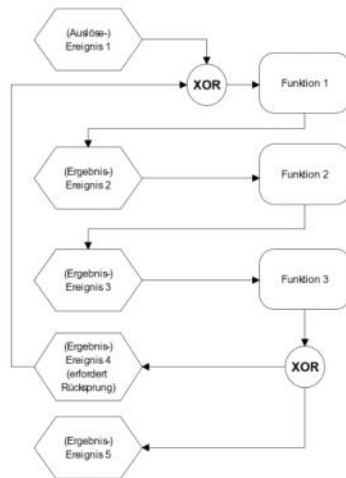 (Auslöse-)
Ereignis 1
XOR
Funktion 1
(Ergebnis-)
Ereignis 2
Funktion 2
(Ergebnis-)
Ereignis 3
Funktion 3
(Ergebnis-)
Ereignis 4
(erfordert
Rücksprung)
XOR
(Ergebnis-)
Ereignis 5